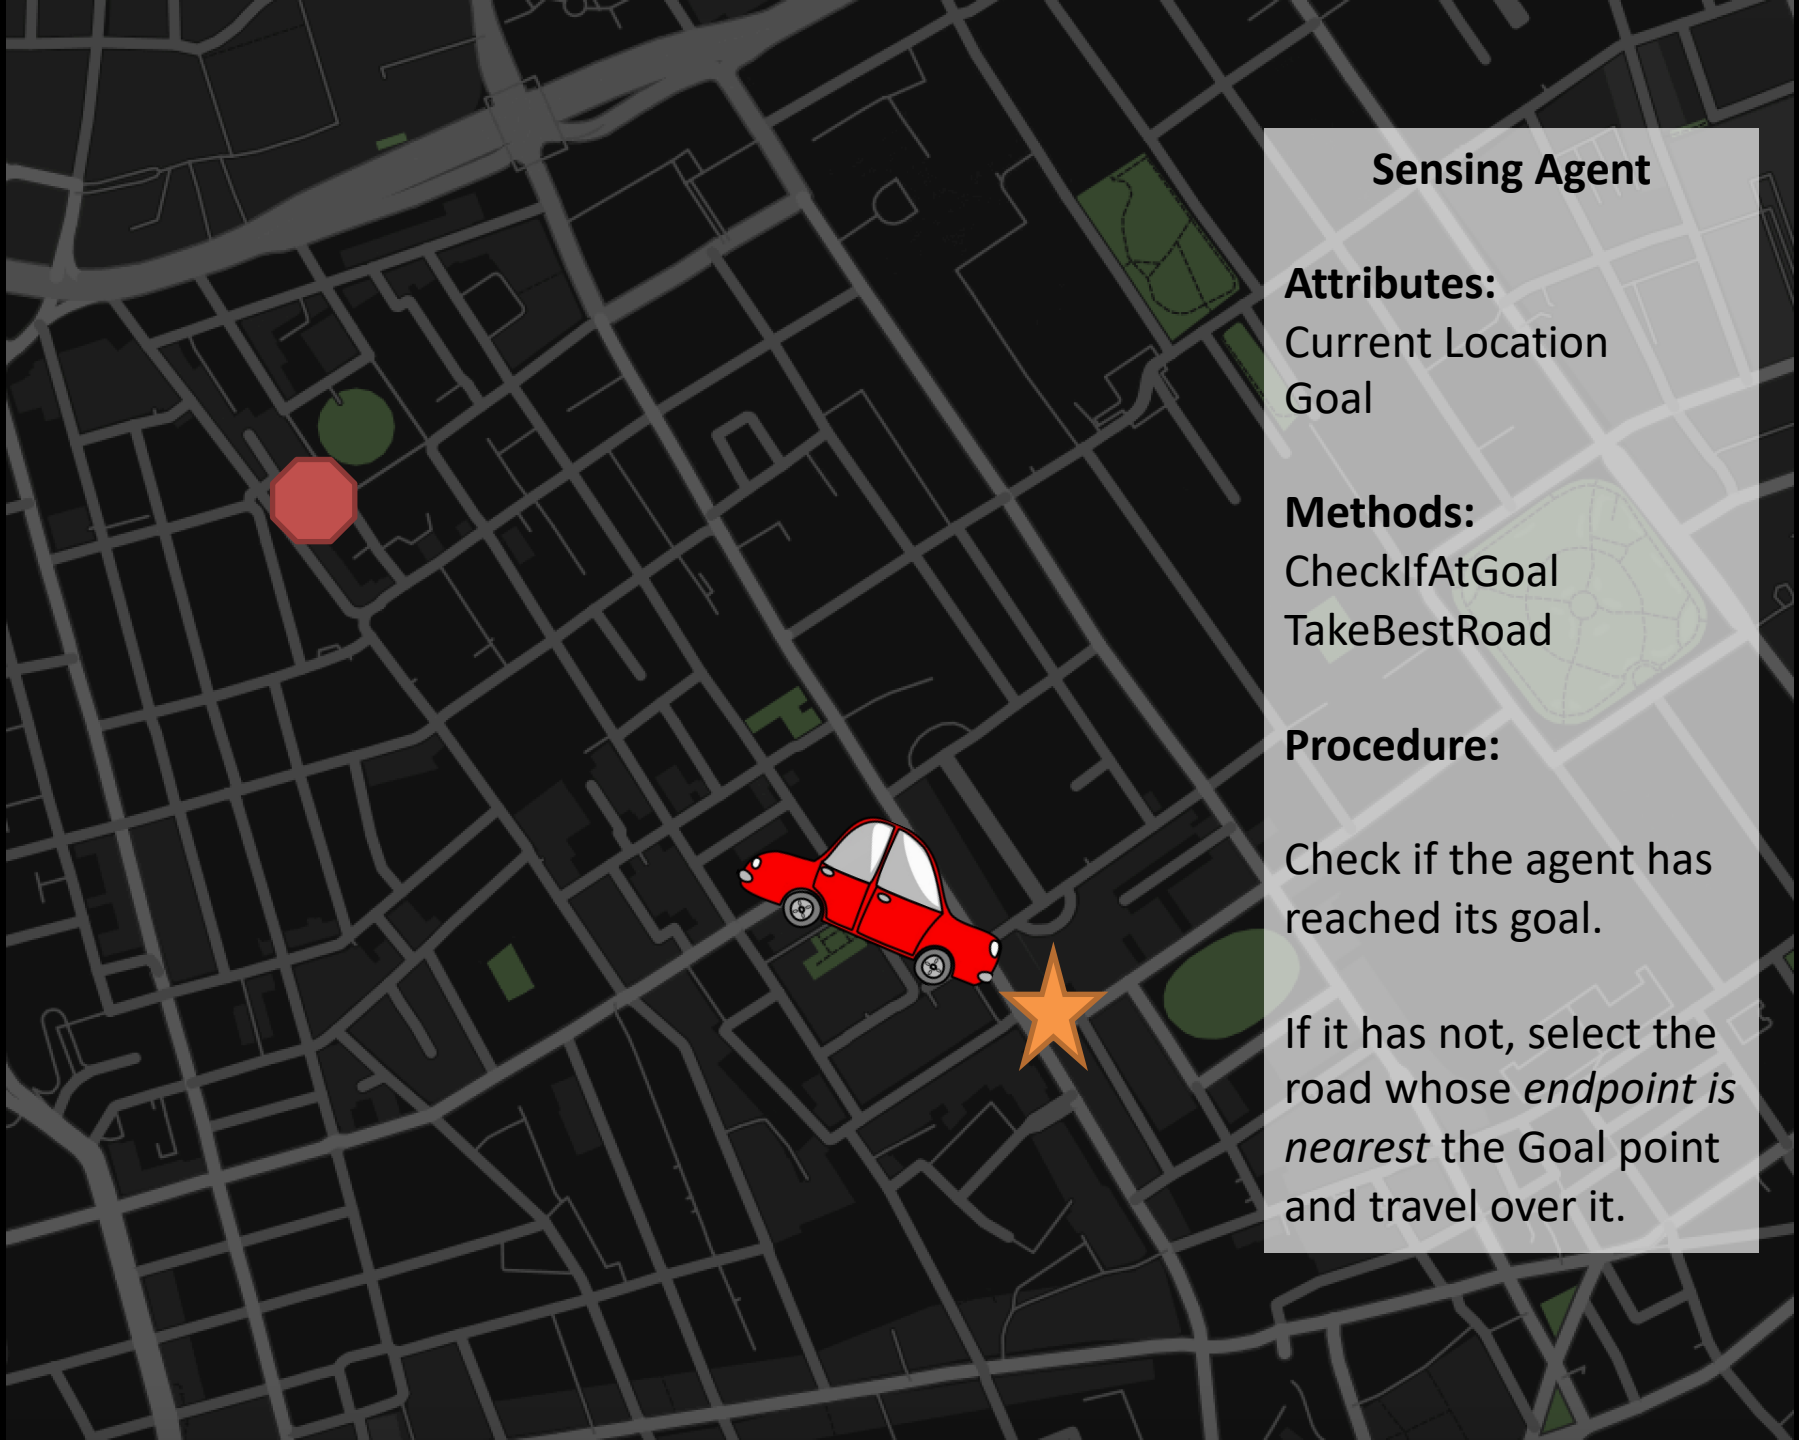 Sensing Agent
Attributes:
Current Location
Goal
Methods:
CheckIfAtGoal
TakeBestRoad
Procedure:
Check if the agent has
reached its goal.
If it has not, select the
road whose endpoint is
nearest the Goal point
and travel over it.